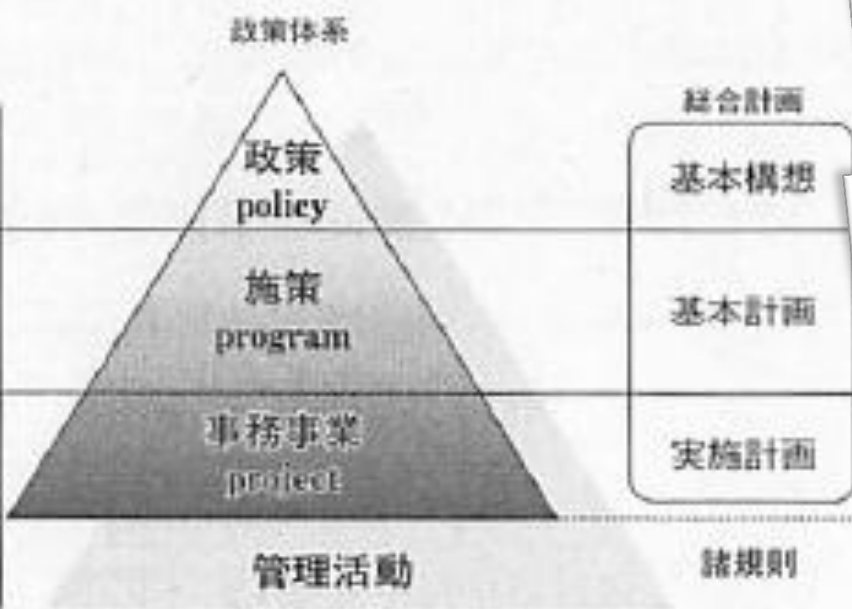 政策体系
政策
policy
施策
program
事務事業
project
管理活動
総合計画
基本構想
基本計画
実施計画
諸規則